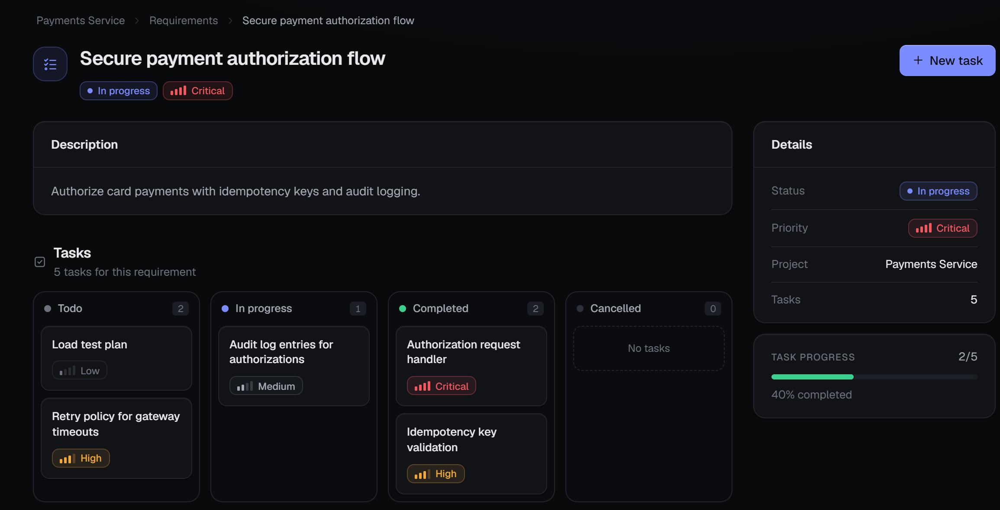 Payments Service > Requirements > Secure payment authorization flow
Secure payment authorization flow
+ New task
In progress
Critical
Description
Authorize card payments with idempotency keys and audit logging.
Tasks
5 tasks for this requirement
Todo 2
Load test plan
Low
Retry policy for gateway
timeouts
High
In progress 1
Audit log entries for
authorizations
Medium
Completed 2
Authorization request
handler
Critical
Idempotency key
validation
High
Cancelled 0
No tasks
Details
Status In progress
Priority Critical
Project Payments Service
Tasks 5
TASK PROGRESS 2/5
40% completed